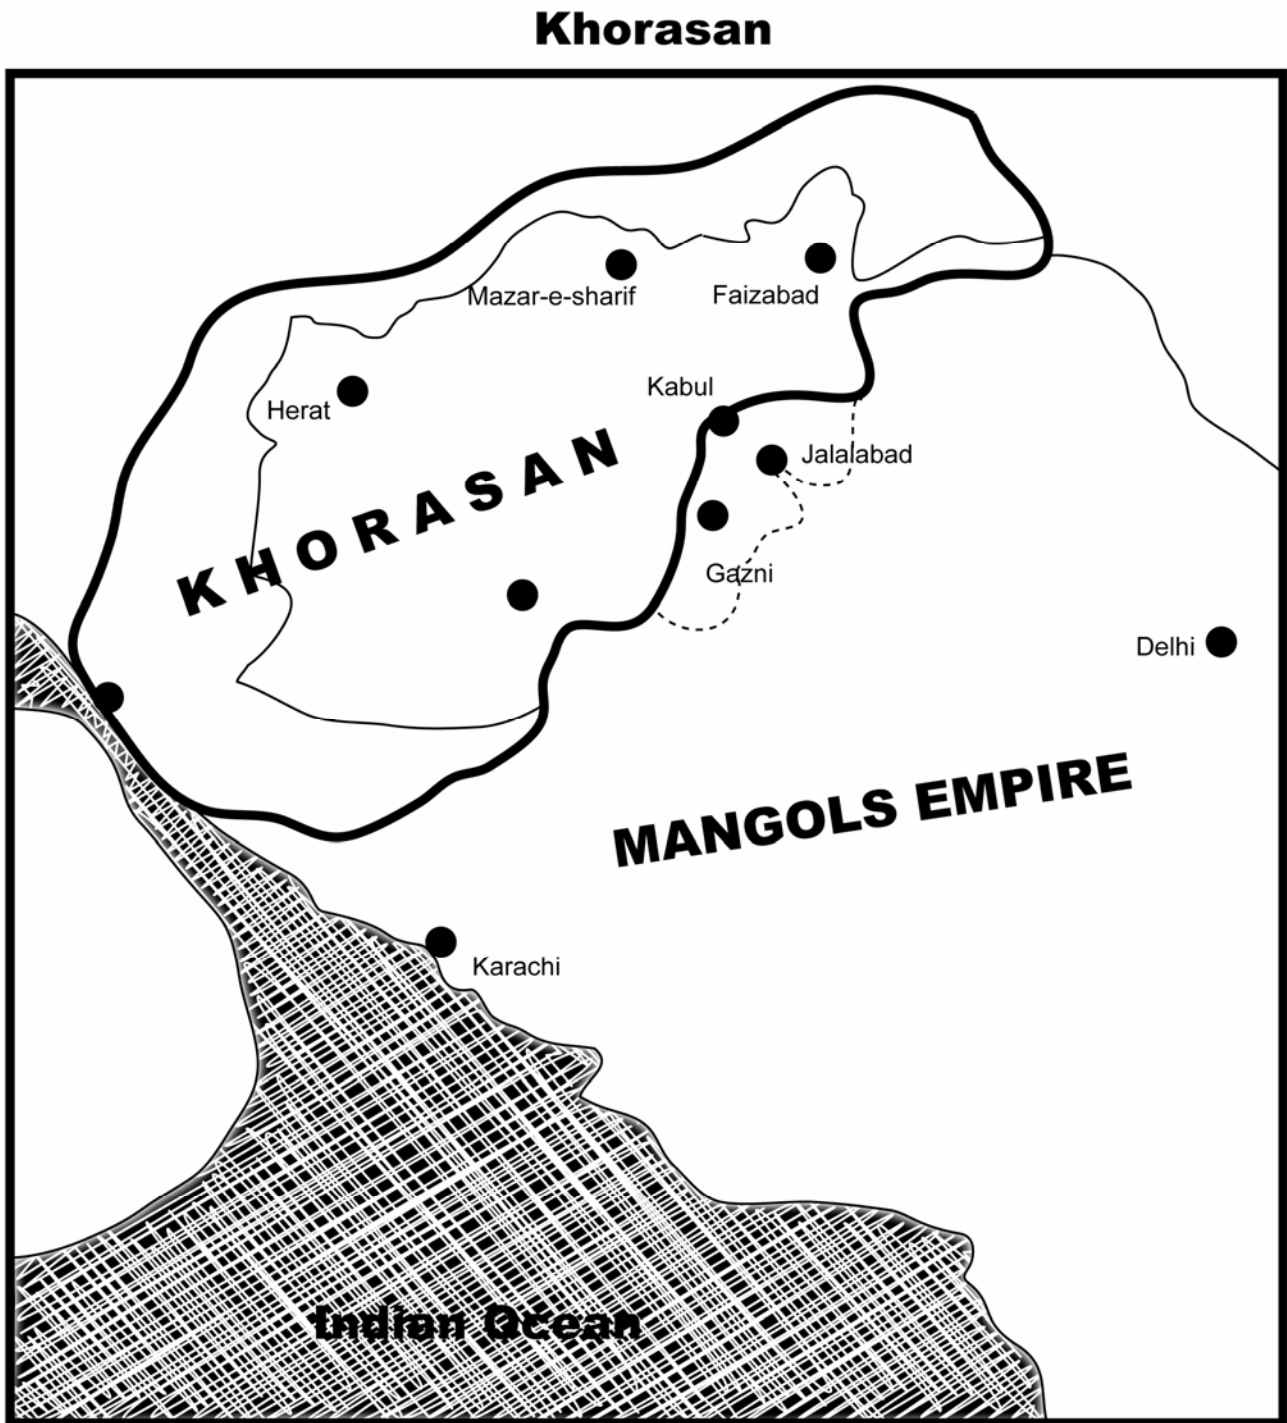 Khorasan
Mazar-e-sharif
Faizabad
Kabul
Herat
Jalalabad
KHORASAN
Gazni
Delhi
MANGOLS EMPIRE
Karachi
Indian Ocean